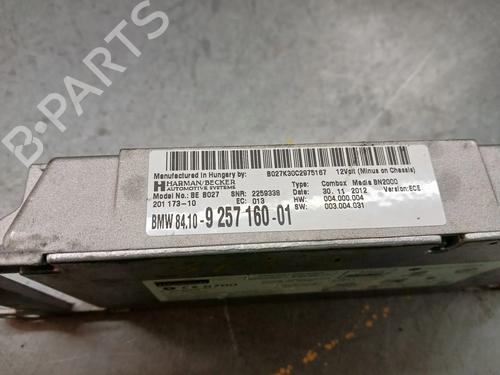 Manufactured in Hungary by: B027K30C2975167 12Volt (Minus on Chassis)
HARMAN/BECKER Type: Combox Media BN2000
AUTOMOTIVE SYSTEMS
Model No.: BE B027 SNR: 2259338 Date: 30. 11 2012 Version: ECE
201 173-10 EC: 013 HW: 004.000.004
SW: 003.004.031
BMW 84.10 - 9 257 160 - 01
B-PARTS